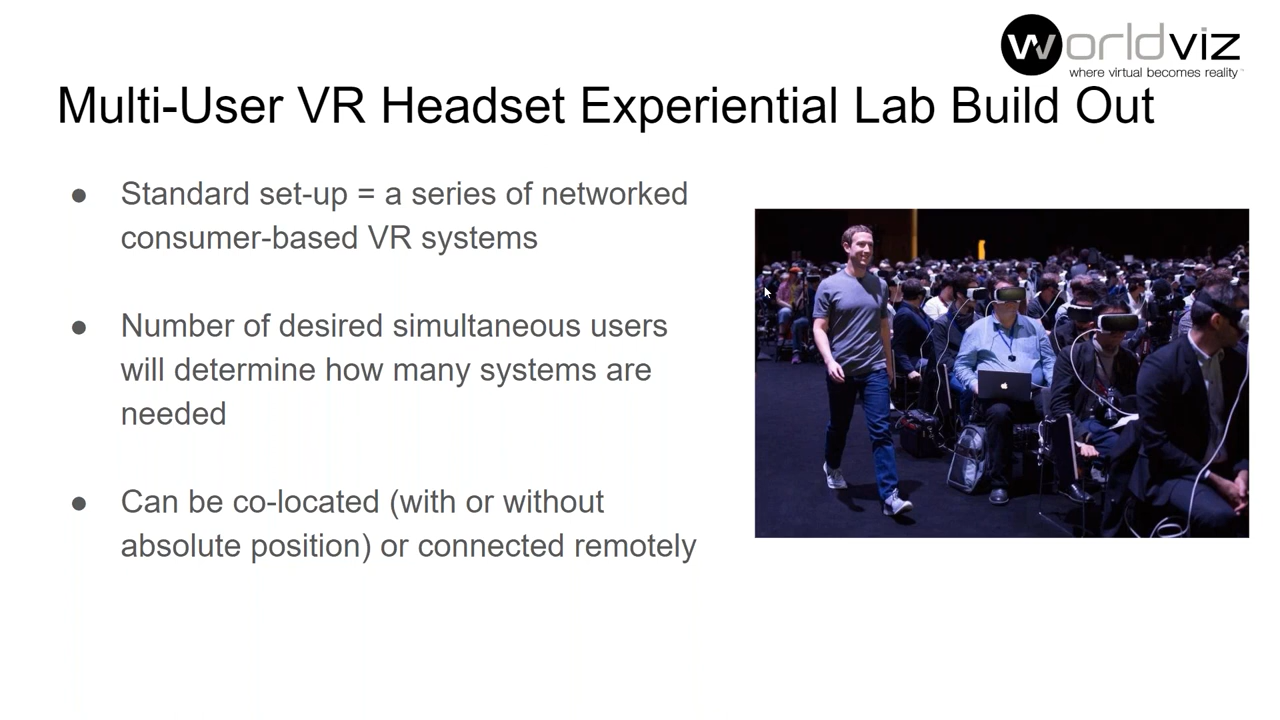 worldviz
where virtual becomes reality
Multi-User VR Headset Experiential Lab Build Out
● Standard set-up = a series of networked
consumer-based VR systems
● Number of desired simultaneous users
will determine how many systems are
needed
● Can be co-located (with or without
absolute position) or connected remotely